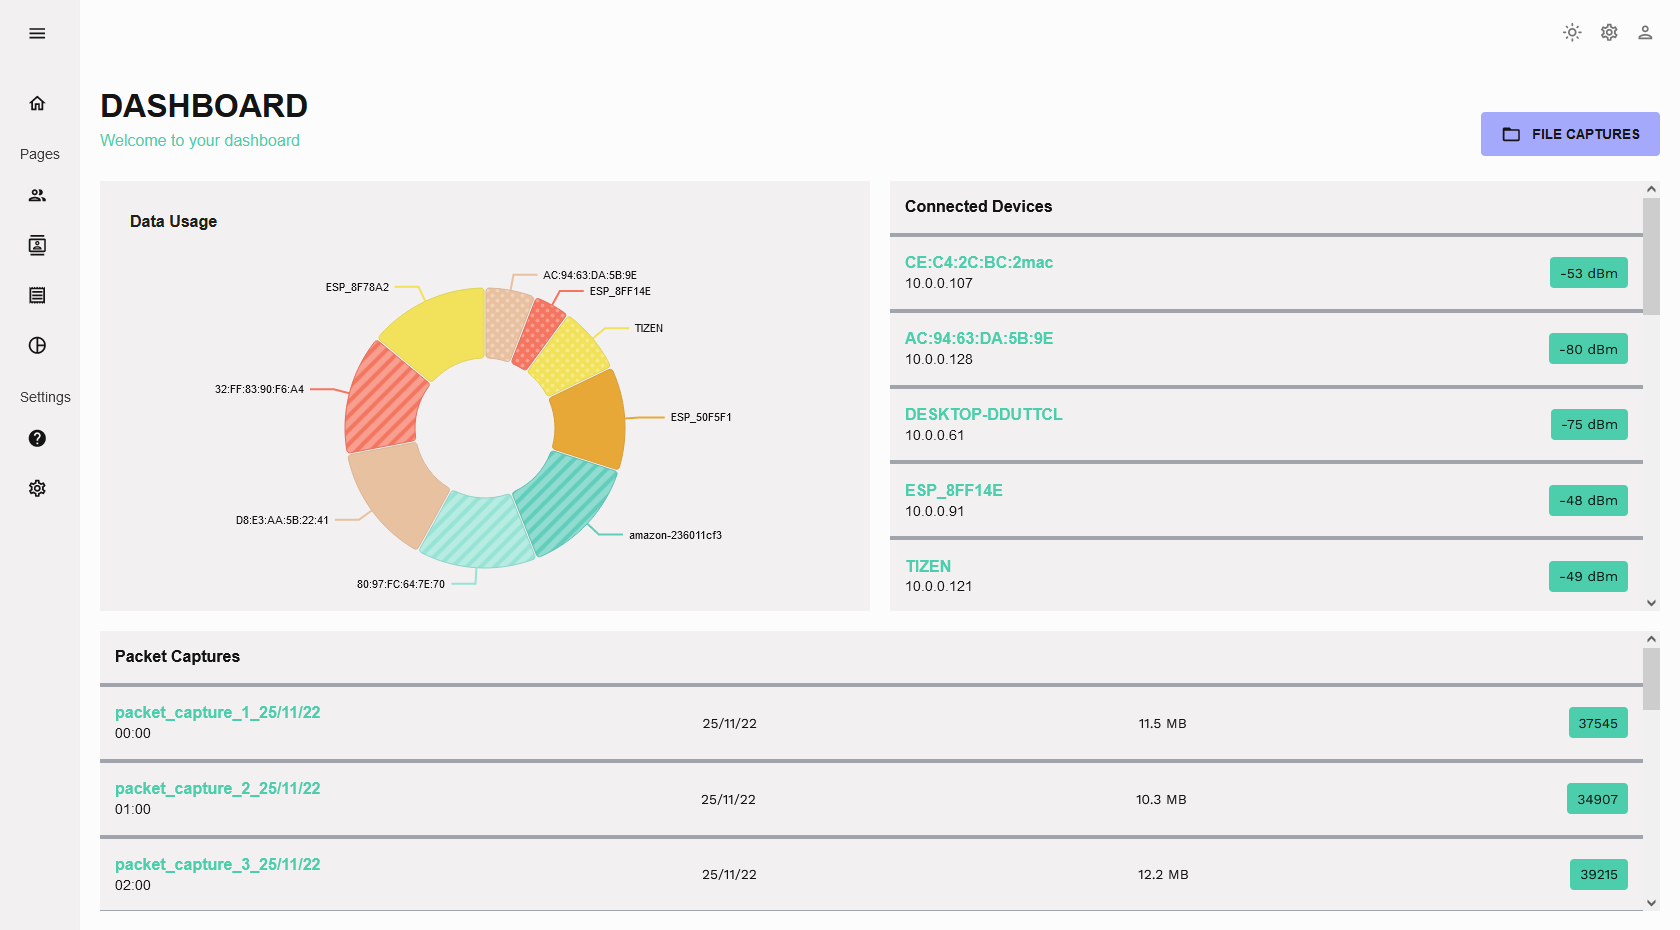 DASHBOARD
Welcome to your dashboard
FILE CAPTURES
Pages
Settings
Data Usage
AC:94:63:DA:5B:9E
ESP_8FF14E
TIZEN
ESP_50F5F1
amazon-236011cf3
80:97:FC:64:7E:70
D8:E3:AA:5B:22:41
32:FF:83:90:F6:A4
ESP_8F78A2
Connected Devices
CE:C4:2C:BC:2mac
10.0.0.107
-53 dBm
AC:94:63:DA:5B:9E
10.0.0.128
-80 dBm
DESKTOP-DDUTTCL
10.0.0.61
-75 dBm
ESP_8FF14E
10.0.0.91
-48 dBm
TIZEN
10.0.0.121
-49 dBm
Packet Captures
packet_capture_1_25/11/22
00:00
25/11/22
11.5 MB
37545
packet_capture_2_25/11/22
01:00
25/11/22
10.3 MB
34907
packet_capture_3_25/11/22
02:00
25/11/22
12.2 MB
39215